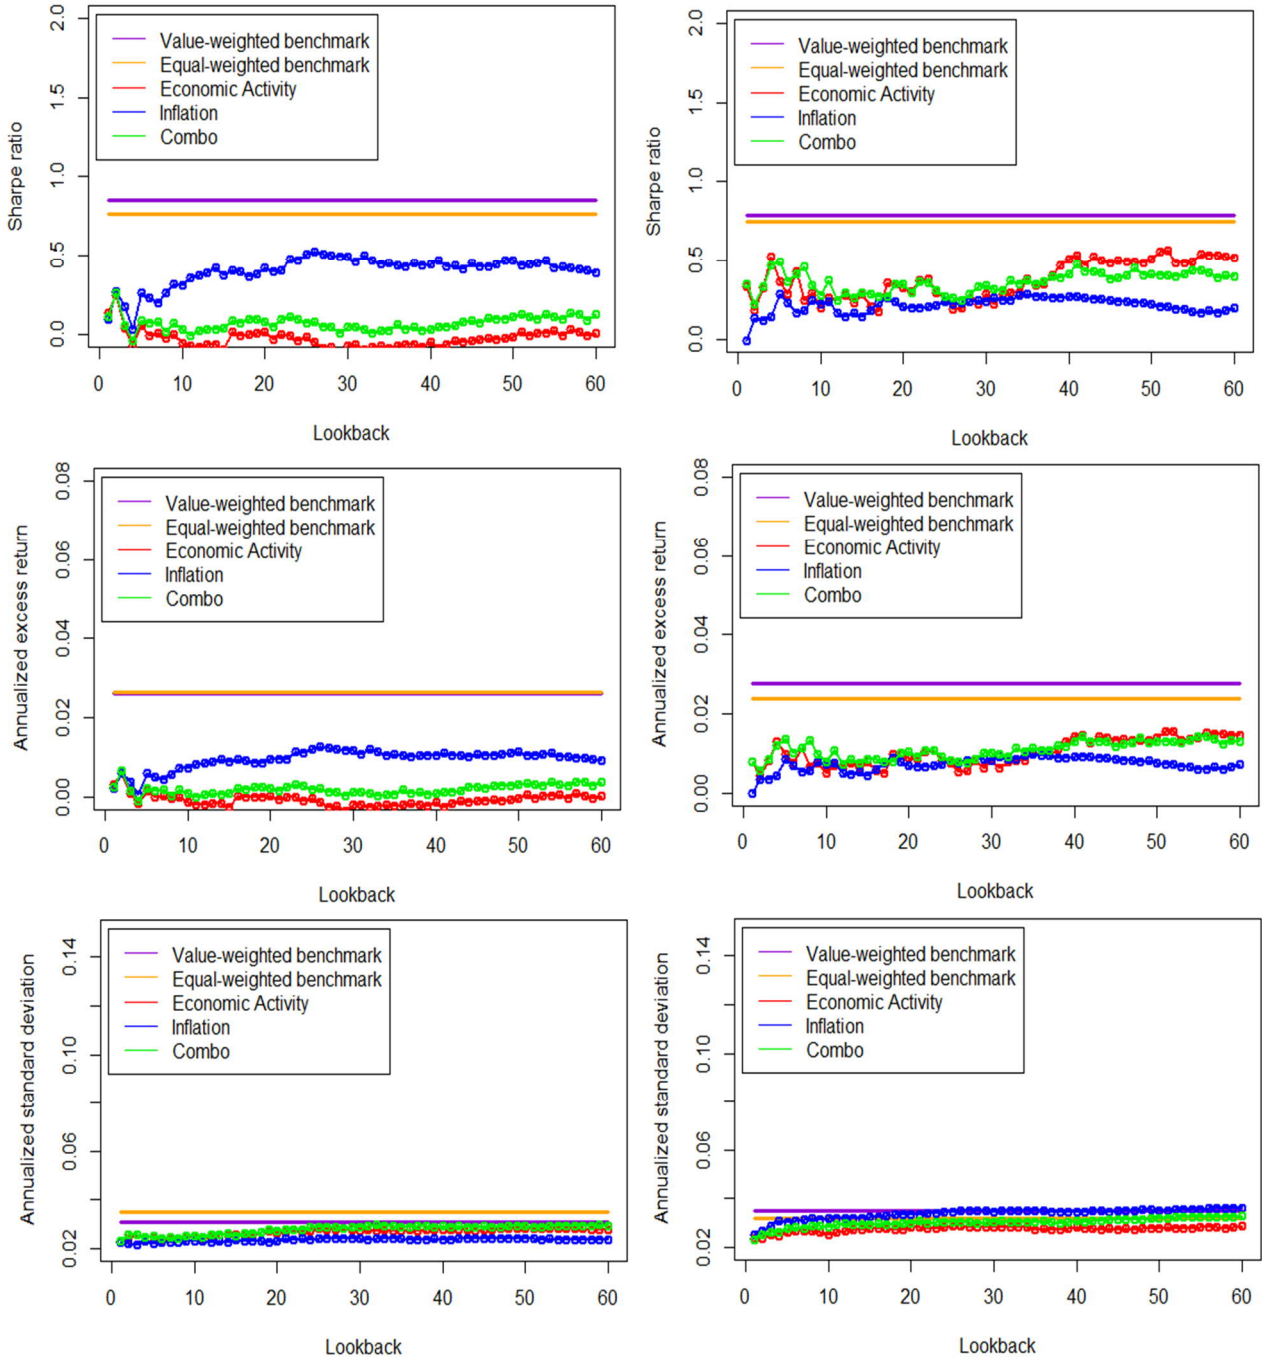 Sharpe ratio
0.0 0.5 1.0 1.5 2.0
Value-weighted benchmark
Equal-weighted benchmark
Economic Activity
Inflation
Combo
0 10 20 30 40 50 60
Lookback
Sharpe ratio
0.0 0.5 1.0 1.5 2.0
Value-weighted benchmark
Equal-weighted benchmark
Economic Activity
Inflation
Combo
0 10 20 30 40 50 60
Lookback
Annualized excess return
0.00 0.02 0.04 0.06 0.08
Value-weighted benchmark
Equal-weighted benchmark
Economic Activity
Inflation
Combo
0 10 20 30 40 50 60
Lookback
Annualized excess return
0.00 0.02 0.04 0.06 0.08
Value-weighted benchmark
Equal-weighted benchmark
Economic Activity
Inflation
Combo
0 10 20 30 40 50 60
Lookback
Annualized standard deviation
0.02 0.06 0.10 0.14
Value-weighted benchmark
Equal-weighted benchmark
Economic Activity
Inflation
Combo
0 10 20 30 40 50 60
Lookback
Annualized standard deviation
0.02 0.06 0.10 0.14
Value-weighted benchmark
Equal-weighted benchmark
Economic Activity
Inflation
Combo
0 10 20 30 40 50 60
Lookback